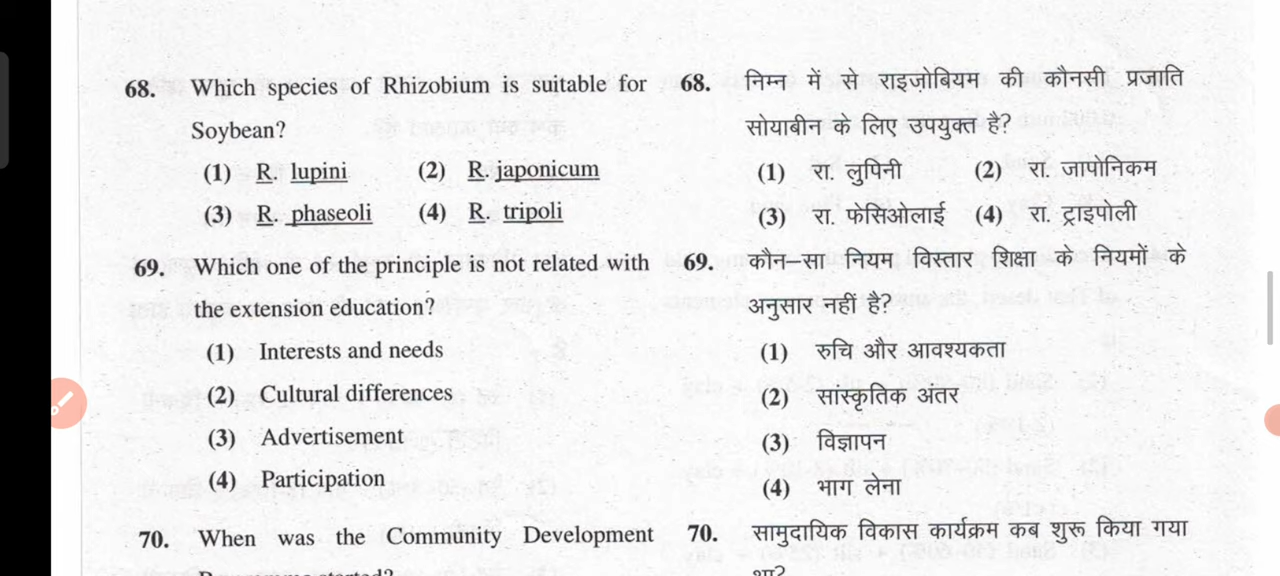 68. Which species of Rhizobium is suitable for
Soybean?
(1) R. lupini (2) R. japonicum
(3) R. phaseoli (4) R. tripoli
69. Which one of the principle is not related with
the extension education?
(1) Interests and needs
(2) Cultural differences
(3) Advertisement
(4) Participation
70. When was the Community Development
68. निम्न में से राइज़ोबियम की कौनसी प्रजाति
सोयाबीन के लिए उपयुक्त है?
(1) रा. लुपिनी (2) रा. जापोनिकम
(3) रा. फेसिओलाई (4) रा. ट्राइपोली
69. कौन-सा नियम विस्तार शिक्षा के नियमों के
अनुसार नहीं है?
(1) रुचि और आवश्यकता
(2) सांस्कृतिक अंतर
(3) विज्ञापन
(4) भाग लेना
70. सामुदायिक विकास कार्यक्रम कब शुरू किया गया